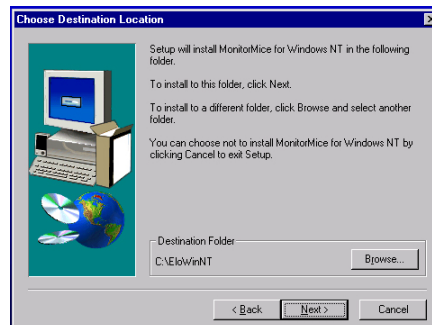 Choose Destination Location
Setup will install MonitorMice for Windows NT in the following
folder.
To install to this folder, click Next.
To install to a different folder, click Browse and select another
folder.
You can choose not to install MonitorMice for Windows NT by
clicking Cancel to exit Setup.
Destination Folder
C:\EloWinNT
Browse...
< Back
Next >
Cancel